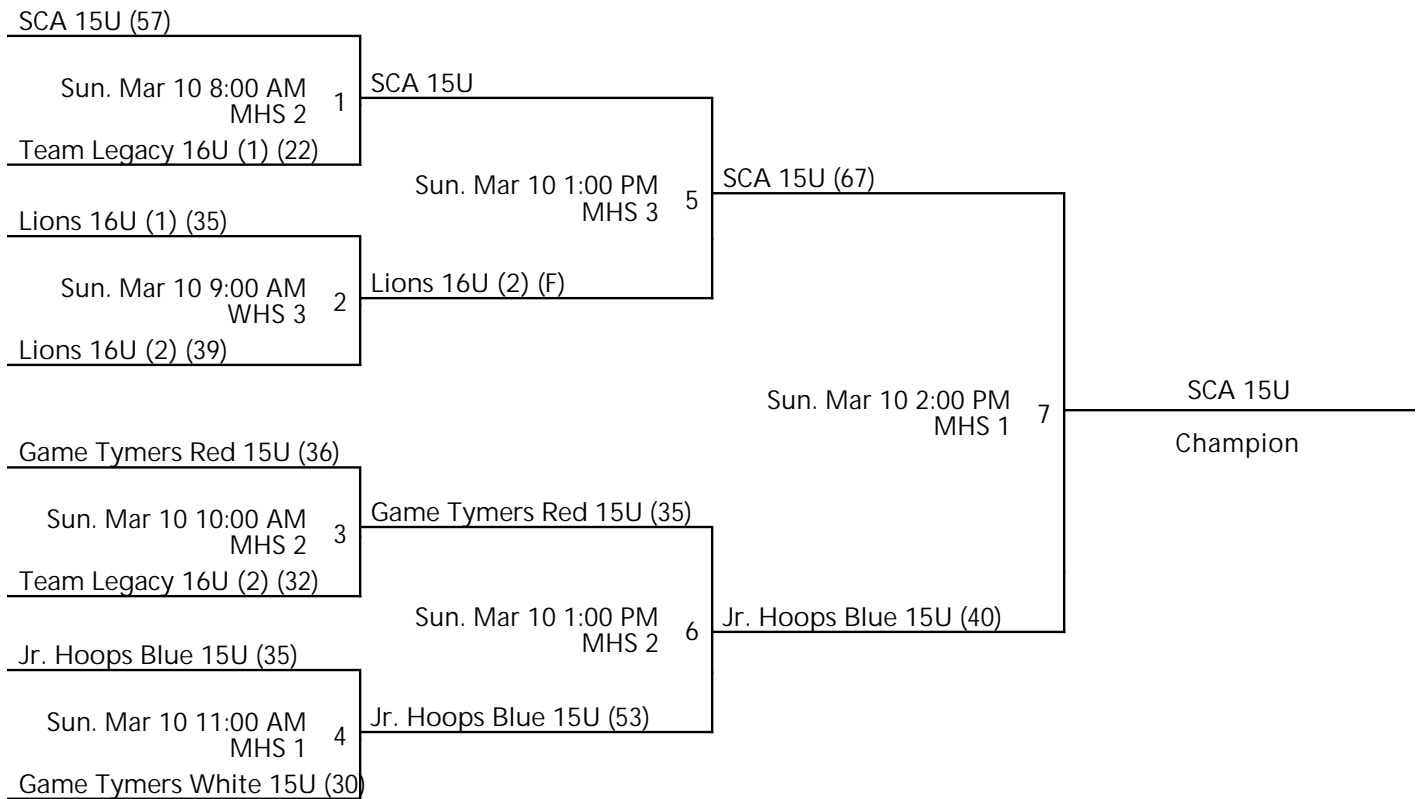 SCA 15U (57)
Sun. Mar 10 8:00 AM
MHS 2
1
Team Legacy 16U (1) (22)
Lions 16U (1) (35)
Sun. Mar 10 9:00 AM
WHS 3
2
Lions 16U (2) (39)
Game Tymers Red 15U (36)
Sun. Mar 10 10:00 AM
MHS 2
3
Team Legacy 16U (2) (32)
Jr. Hoops Blue 15U (35)
Sun. Mar 10 11:00 AM
MHS 1
4
Game Tymers White 15U (30)
SCA 15U
Sun. Mar 10 1:00 PM
MHS 3
5
Lions 16U (2) (F)
Game Tymers Red 15U (35)
Sun. Mar 10 1:00 PM
MHS 2
6
Jr. Hoops Blue 15U (53)
SCA 15U (67)
Sun. Mar 10 2:00 PM
MHS 1
7
Jr. Hoops Blue 15U (40)
SCA 15U
Champion